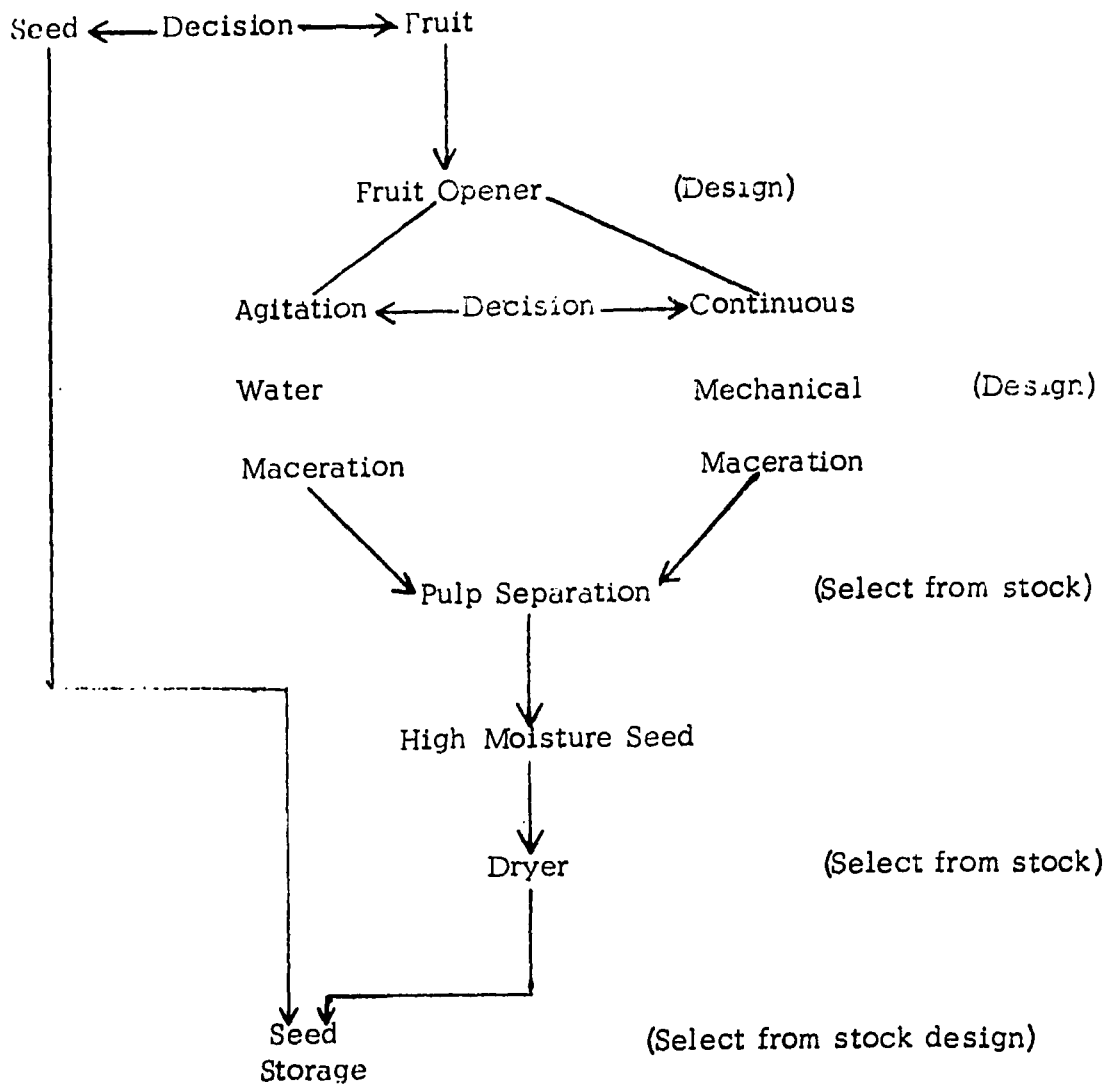 Seed Decision Fruit
Fruit Opener (Design)
Agitation Decision Continuous
Water Mechanical (Design)
Maceration Maceration
Pulp Separation (Select from stock)
High Moisture Seed
Dryer (Select from stock)
Seed (Select from stock design)
Storage